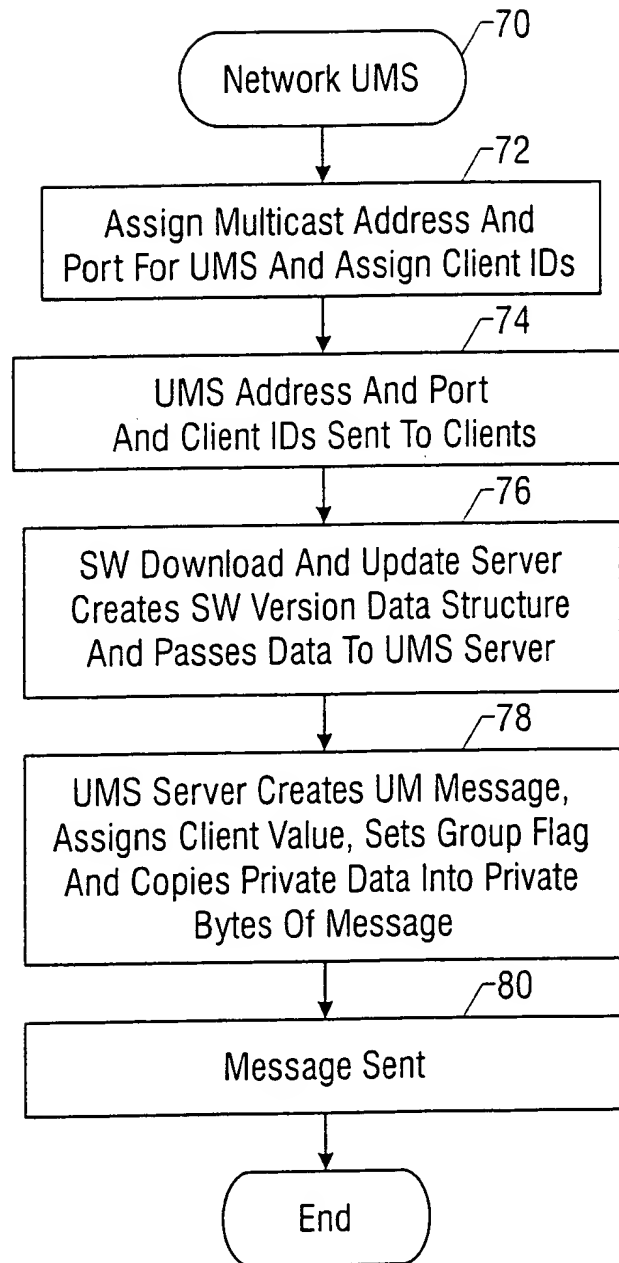 70
Network UMS
72
Assign Multicast Address And
Port For UMS And Assign Client IDs
74
UMS Address And Port
And Client IDs Sent To Clients
76
SW Download And Update Server
Creates SW Version Data Structure
And Passes Data To UMS Server
78
UMS Server Creates UM Message,
Assigns Client Value, Sets Group Flag
And Copies Private Data Into Private
Bytes Of Message
80
Message Sent
End